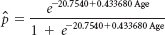 p̂ = e^(-20.7540+0.433680 Age) / (1 + e^(-20.7540+0.433680 Age))